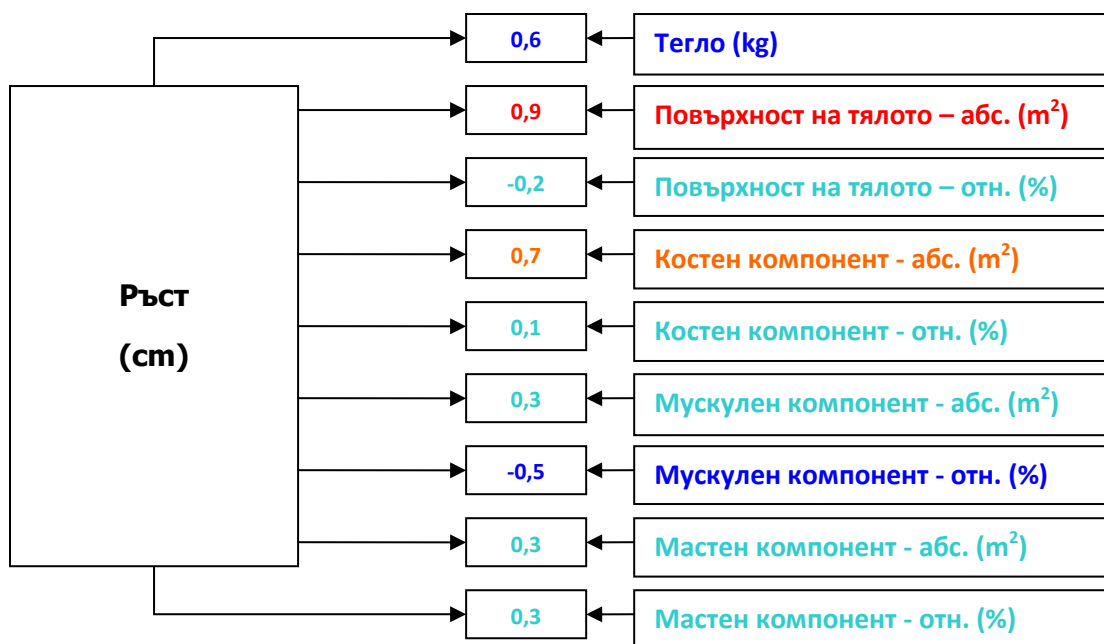 0,6 Тегло (kg)
0,9 Повърхност на тялото – абс. (m²)
-0,2 Повърхност на тялото – отн. (%)
0,7 Костен компонент - абс. (m²)
Ръст
(cm)
0,1 Костен компонент - отн. (%)
0,3 Мускулен компонент - абс. (m²)
-0,5 Мускулен компонент - отн. (%)
0,3 Мастен компонент - абс. (m²)
0,3 Мастен компонент - отн. (%)